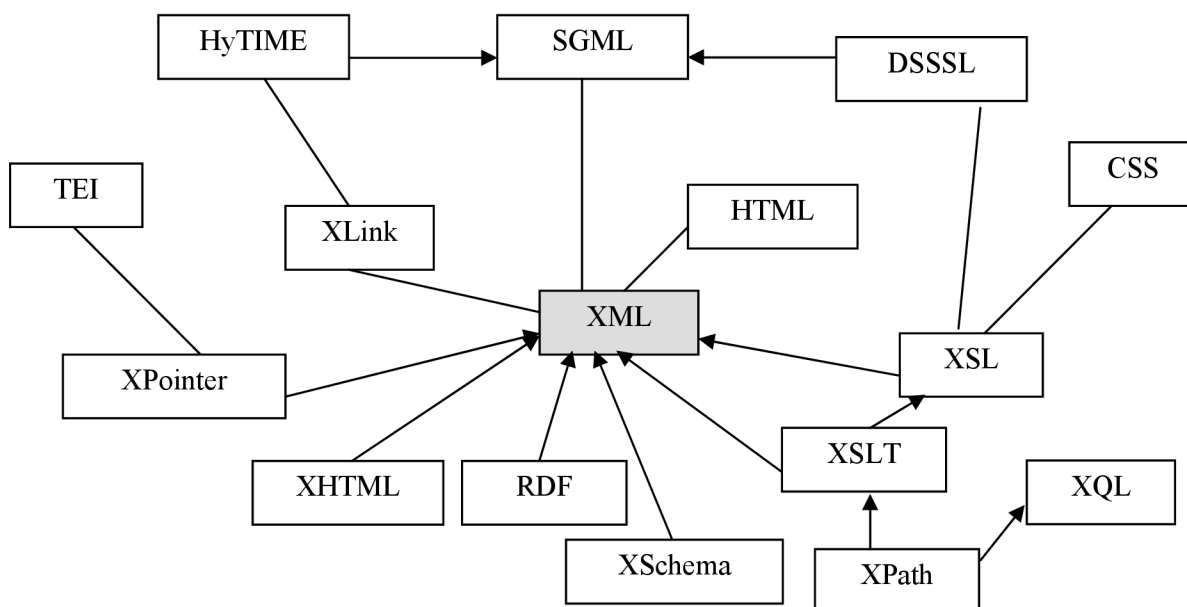 HyTIME
SGML
DSSSL
TEI
CSS
XLink
HTML
XML
XPointer
XSL
XHTML
RDF
XSLT
XQL
XSchema
XPath